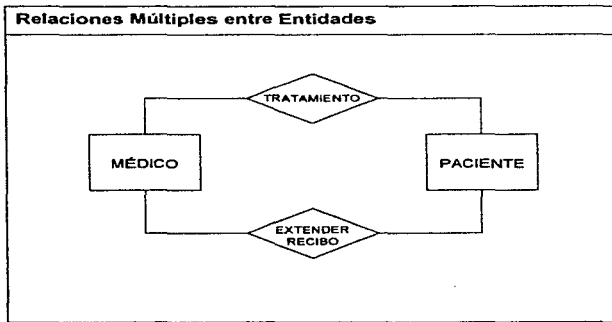 Relaciones Múltiples entre Entidades
TRATAMIENTO
MÉDICO
PACIENTE
EXTENDER
RECIBO